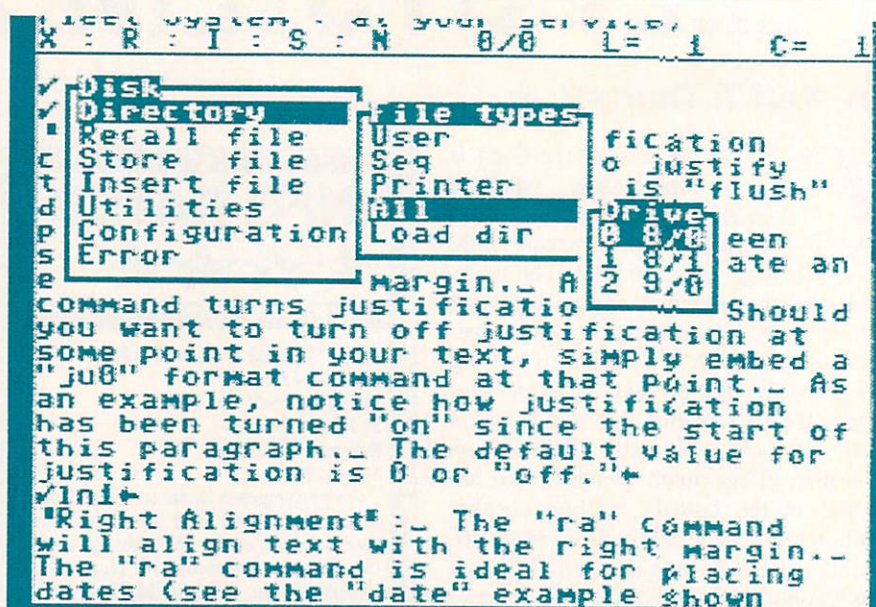 Fleet System 4 at your service,
X : R : I : S : N 8/0 L= 1 C= 1
✓ Disk
✓ Directory File types
Recall file User fication
c Store file Seq o justify
t Insert file Printer is "flush"
d Utilities All Drive
p Configuration Load dir 0 8/0 een
s Error 1 8/1 ate an
e margin._ A 2 9/0
command turns justificatio Should
you want to turn off justification at
some point in your text, simply embed a
"ju0" format command at that point._ As
an example, notice how justification
has been turned "on" since the start of
this paragraph._ The default value for
justification is 0 or "off."←
✓lni←
"Right Alignment":_ The "ra" command
will align text with the right margin._
The "ra" command is ideal for placing
dates (see the "date" example shown